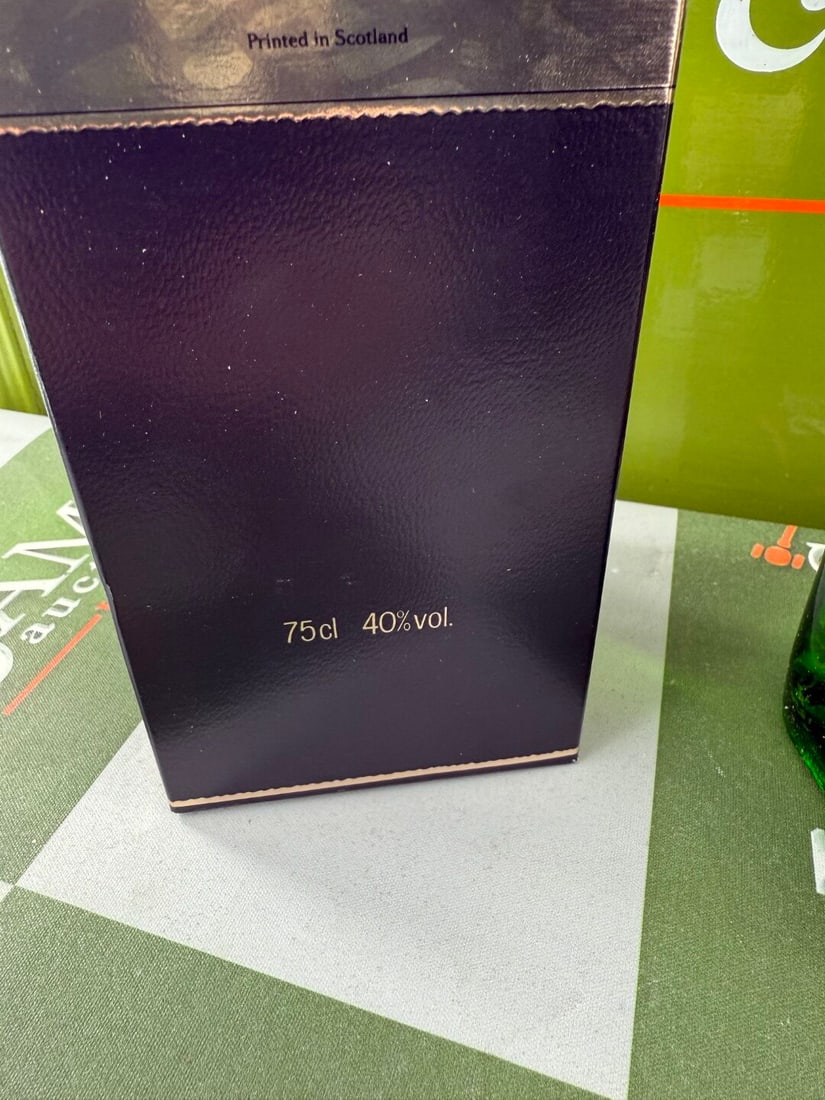 Printed in Scotland
75cl 40%vol.